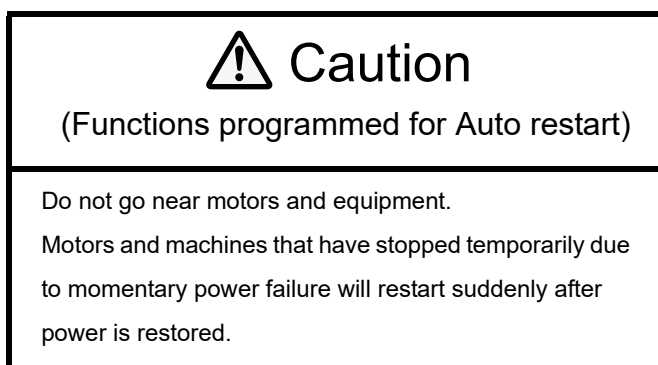 Caution
(Functions programmed for Auto restart)
Do not go near motors and equipment.
Motors and machines that have stopped temporarily due
to momentary power failure will restart suddenly after
power is restored.